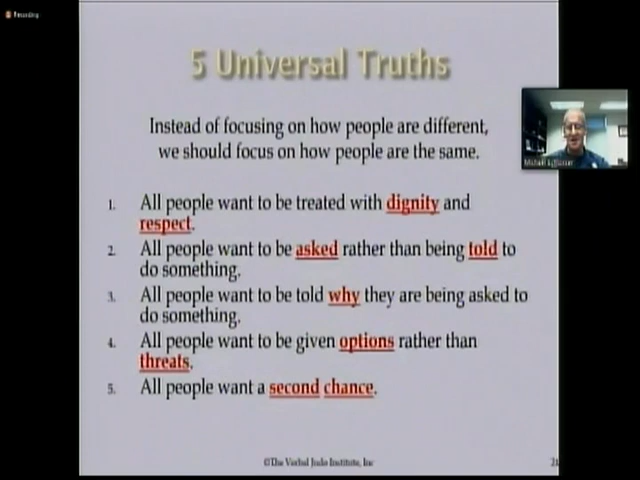 Recording
5 Universal Truths
Instead of focusing on how people are different,
we should focus on how people are the same.
1. All people want to be treated with dignity and
respect.
2. All people want to be asked rather than being told to
do something.
3. All people want to be told why they are being asked to
do something.
4. All people want to be given options rather than
threats.
5. All people want a second chance.
©The Verbal Judo Institute, Inc
21
Michael